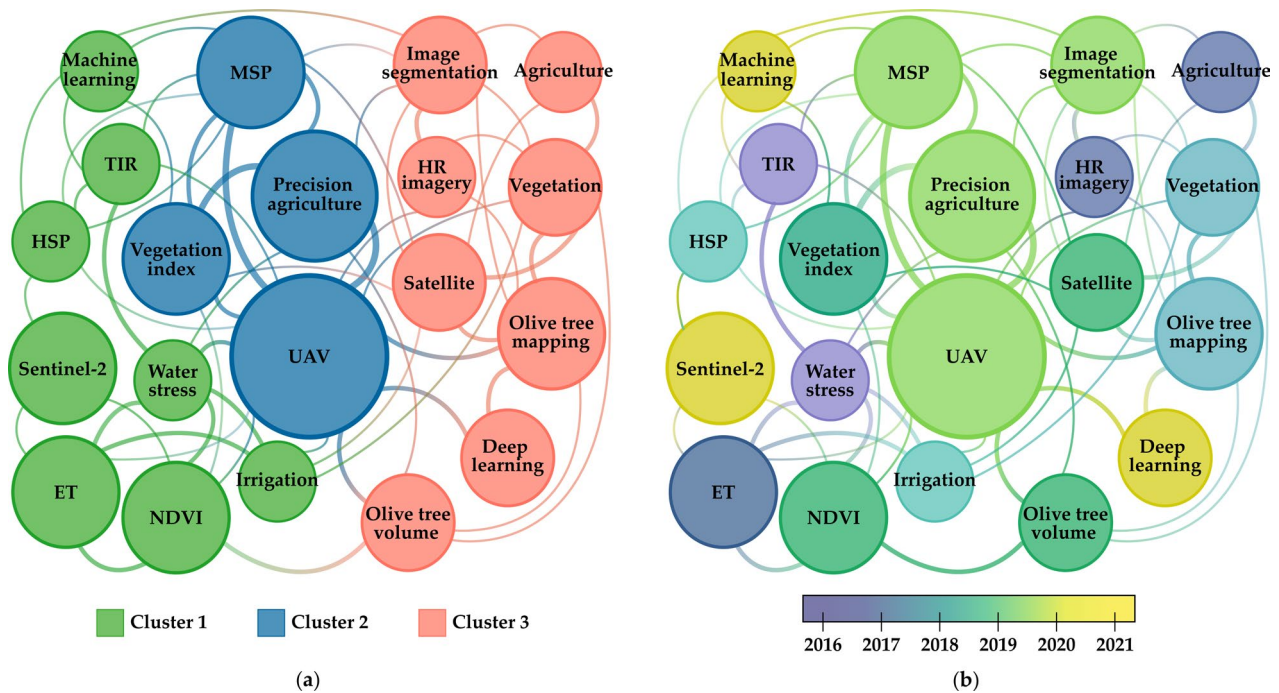 Machine
learning
MSP
Image
segmentation
Agriculture
TIR
Precision
agriculture
HR
imagery
Vegetation
HSP
Vegetation
index
Satellite
Olive tree
mapping
Sentinel-2
Water
stress
UAV
Deep
learning
ET
NDVI
Irrigation
Olive tree
volume
Cluster 1
Cluster 2
Cluster 3
(a)
Machine
learning
MSP
Image
segmentation
Agriculture
TIR
Precision
agriculture
HR
imagery
Vegetation
HSP
Vegetation
index
Satellite
Olive tree
mapping
Sentinel-2
Water
stress
UAV
Deep
learning
ET
NDVI
Irrigation
Olive tree
volume
2016 2017 2018 2019 2020 2021
(b)